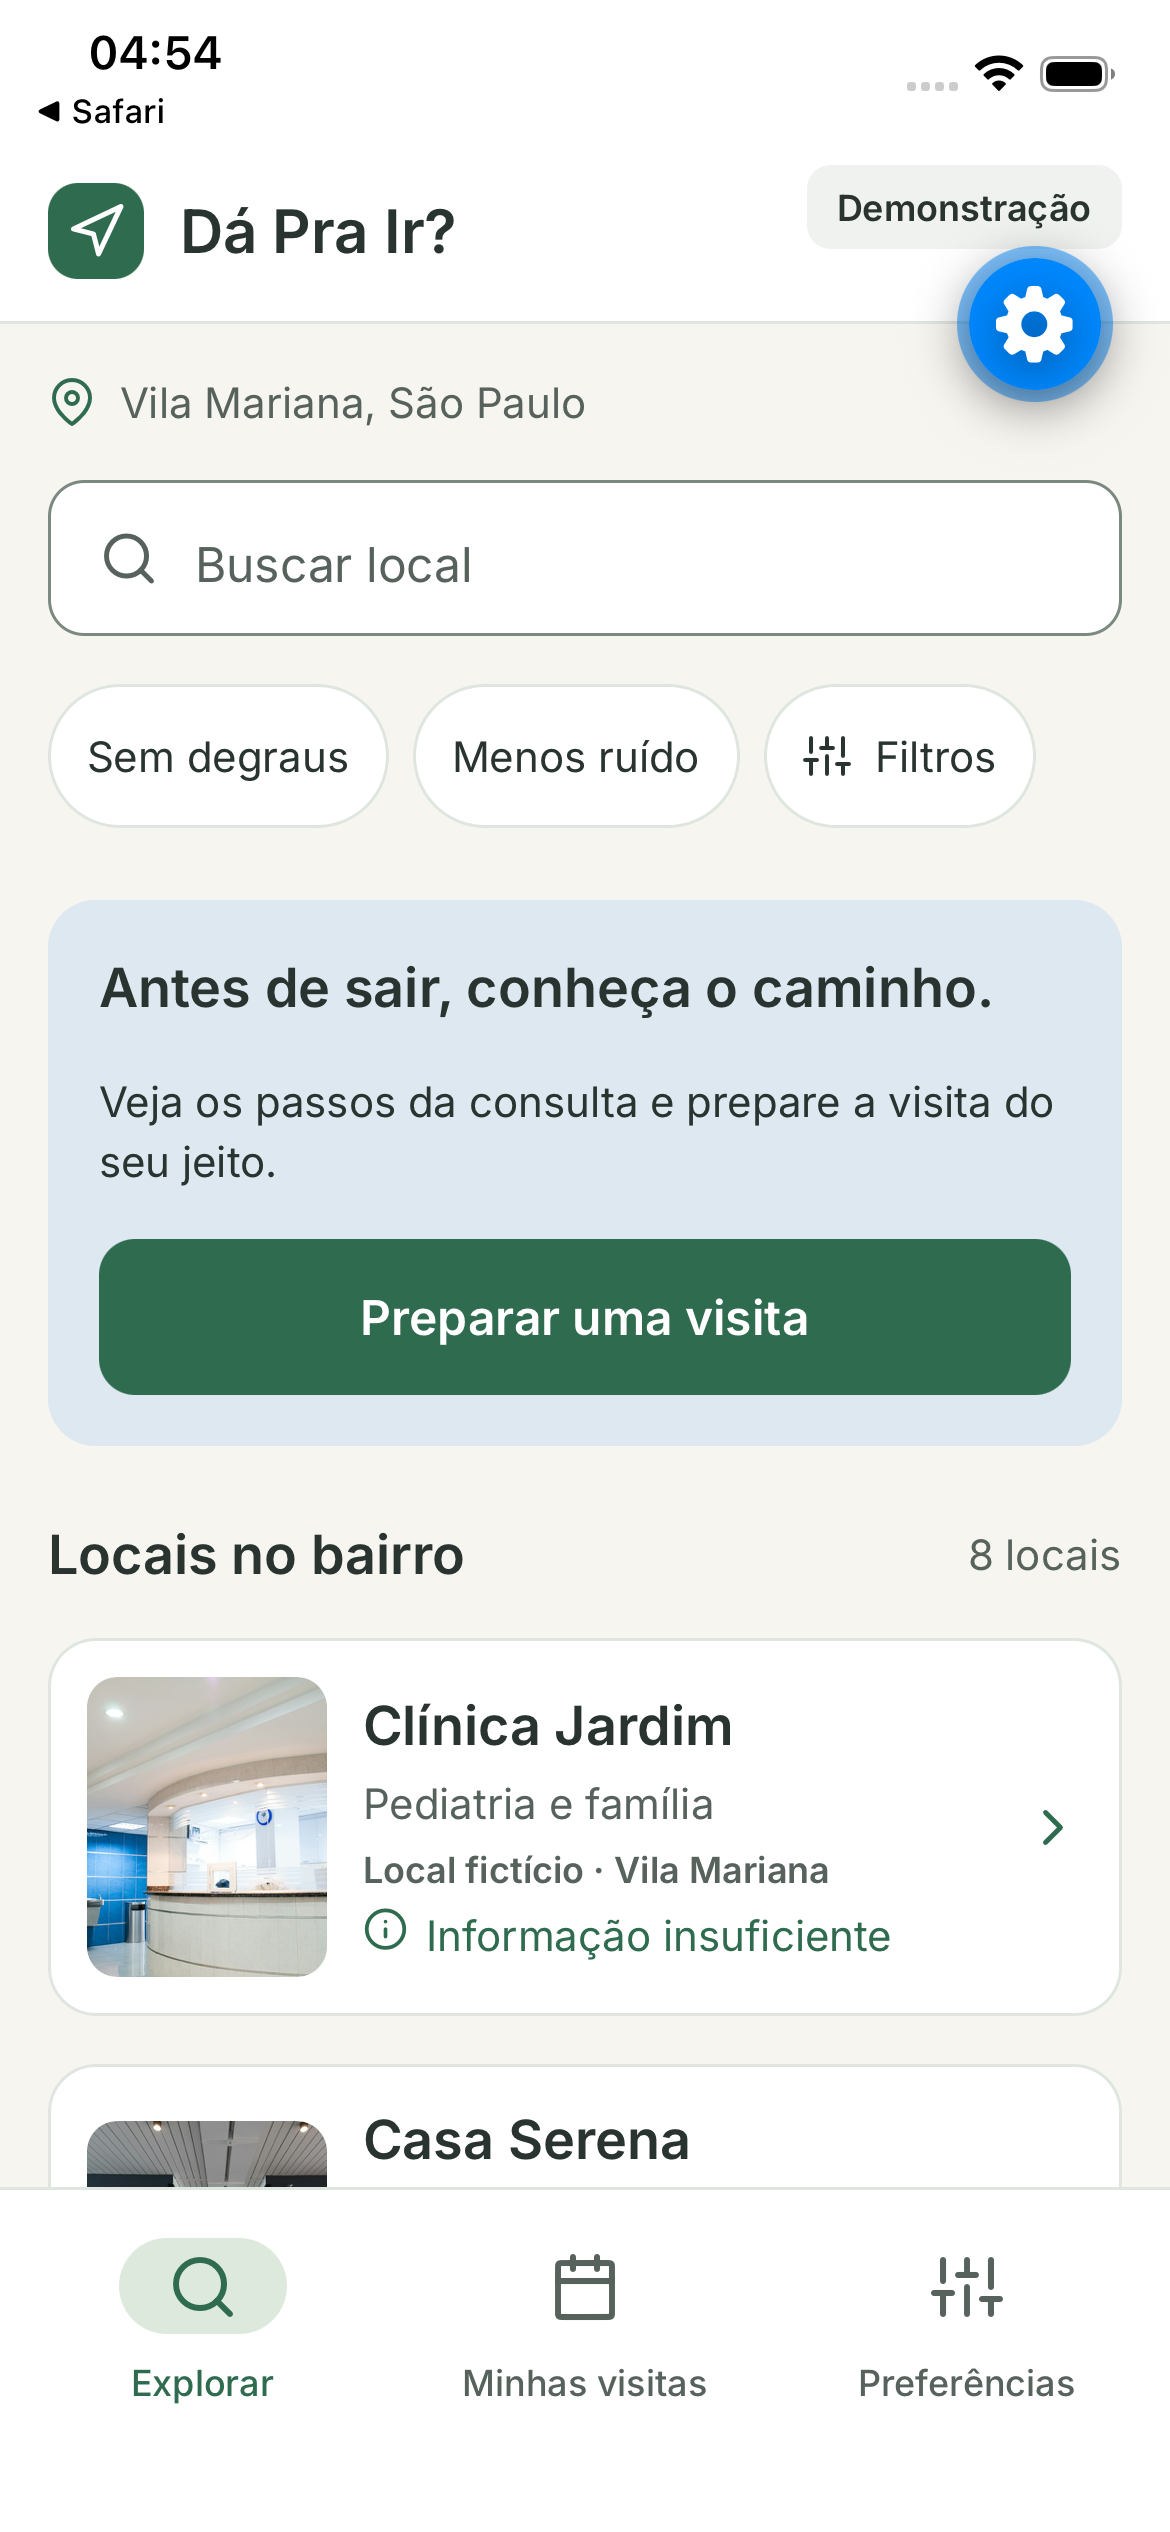 04:54
Safari
Dá Pra Ir?
Demonstração
Vila Mariana, São Paulo
Buscar local
Sem degraus
Menos ruído
Filtros
Antes de sair, conheça o caminho.
Veja os passos da consulta e prepare a visita do
seu jeito.
Preparar uma visita
Locais no bairro
8 locais
Clínica Jardim
Pediatria e família
Local fictício · Vila Mariana
Informação insuficiente
Casa Serena
Explorar
Minhas visitas
Preferências